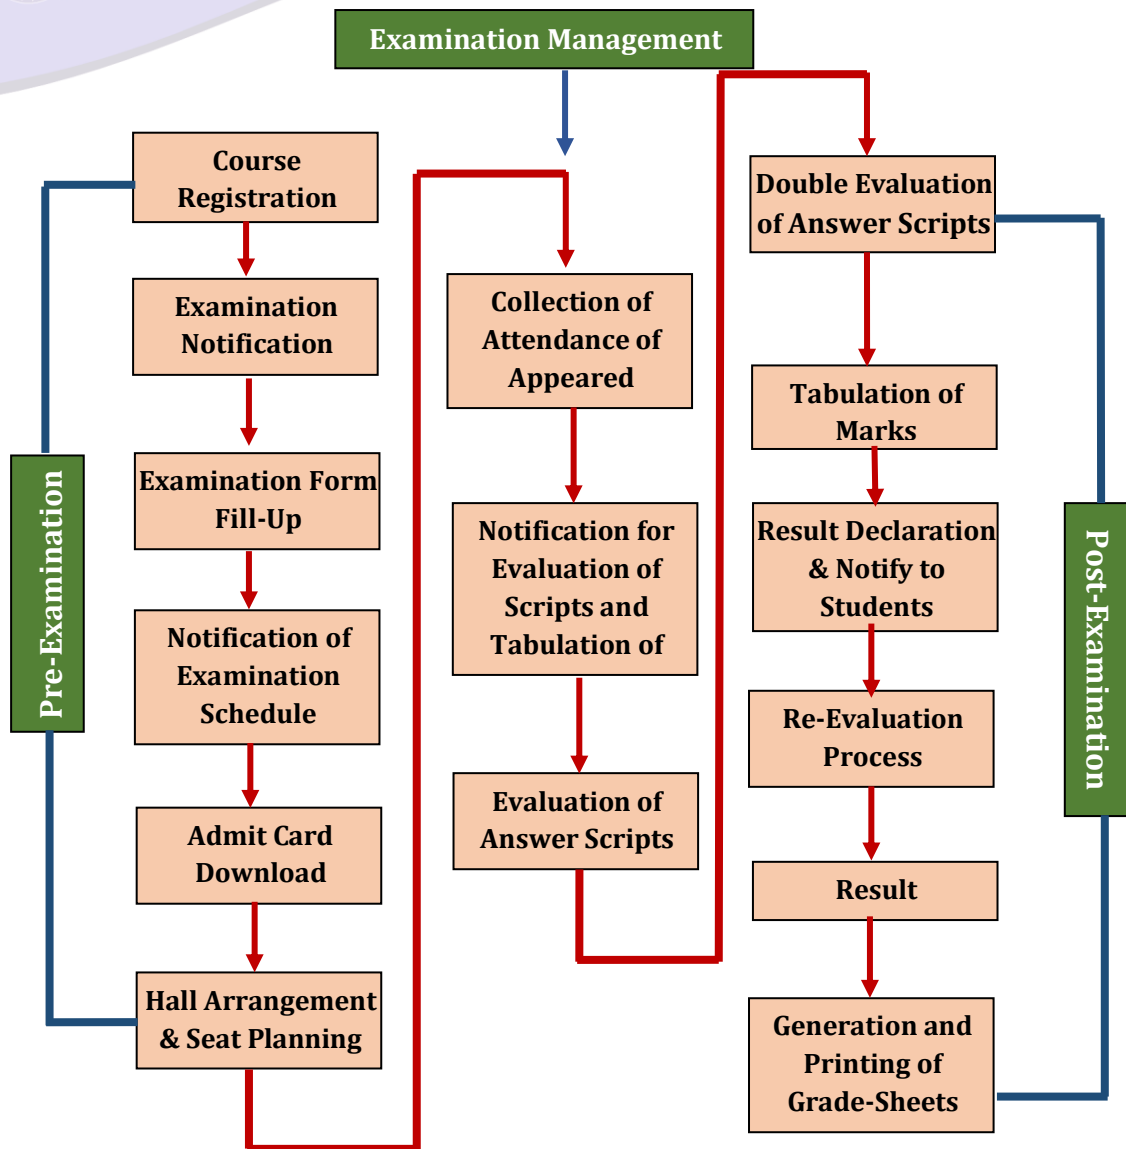 Examination Management
Course
Registration
Examination
Notification
Examination Form
Fill-Up
Notification of
Examination
Schedule
Admit Card
Download
Hall Arrangement
& Seat Planning
Pre-Examination
Collection of
Attendance of
Appeared
Notification for
Evaluation of
Scripts and
Tabulation of
Evaluation of
Answer Scripts
Double Evaluation
of Answer Scripts
Tabulation of
Marks
Result Declaration
& Notify to
Students
Re-Evaluation
Process
Result
Generation and
Printing of
Grade-Sheets
Post-Examination